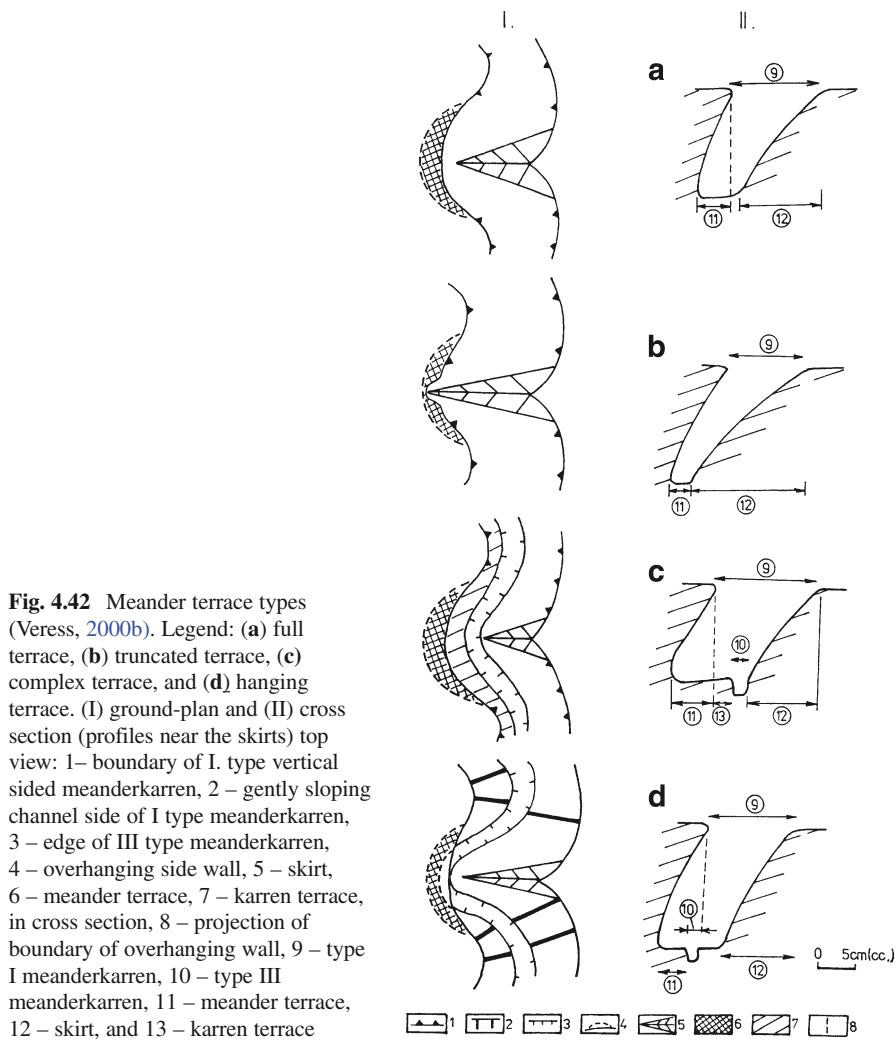 I. II.
a
⑨
⑪ ⑫
b
⑨
⑪ ⑫
c
⑨
⑩
⑪ ⑬ ⑫
d
⑨
⑩
⑪ ⑫
0 5cm(cc.)
1 2 3 4 5 6 7 8
Fig. 4.42 Meander terrace types
(Veress, 2000b). Legend: (a) full
terrace, (b) truncated terrace, (c)
complex terrace, and (d) hanging
terrace. (I) ground-plan and (II) cross
section (profiles near the skirts) top
view: 1– boundary of I. type vertical
sided meanderkarren, 2 – gently sloping
channel side of I type meanderkarren,
3 – edge of III type meanderkarren,
4 – overhanging side wall, 5 – skirt,
6 – meander terrace, 7 – karren terrace,
in cross section, 8 – projection of
boundary of overhanging wall, 9 – type
I meanderkarren, 10 – type III
meanderkarren, 11 – meander terrace,
12 – skirt, and 13 – karren terrace